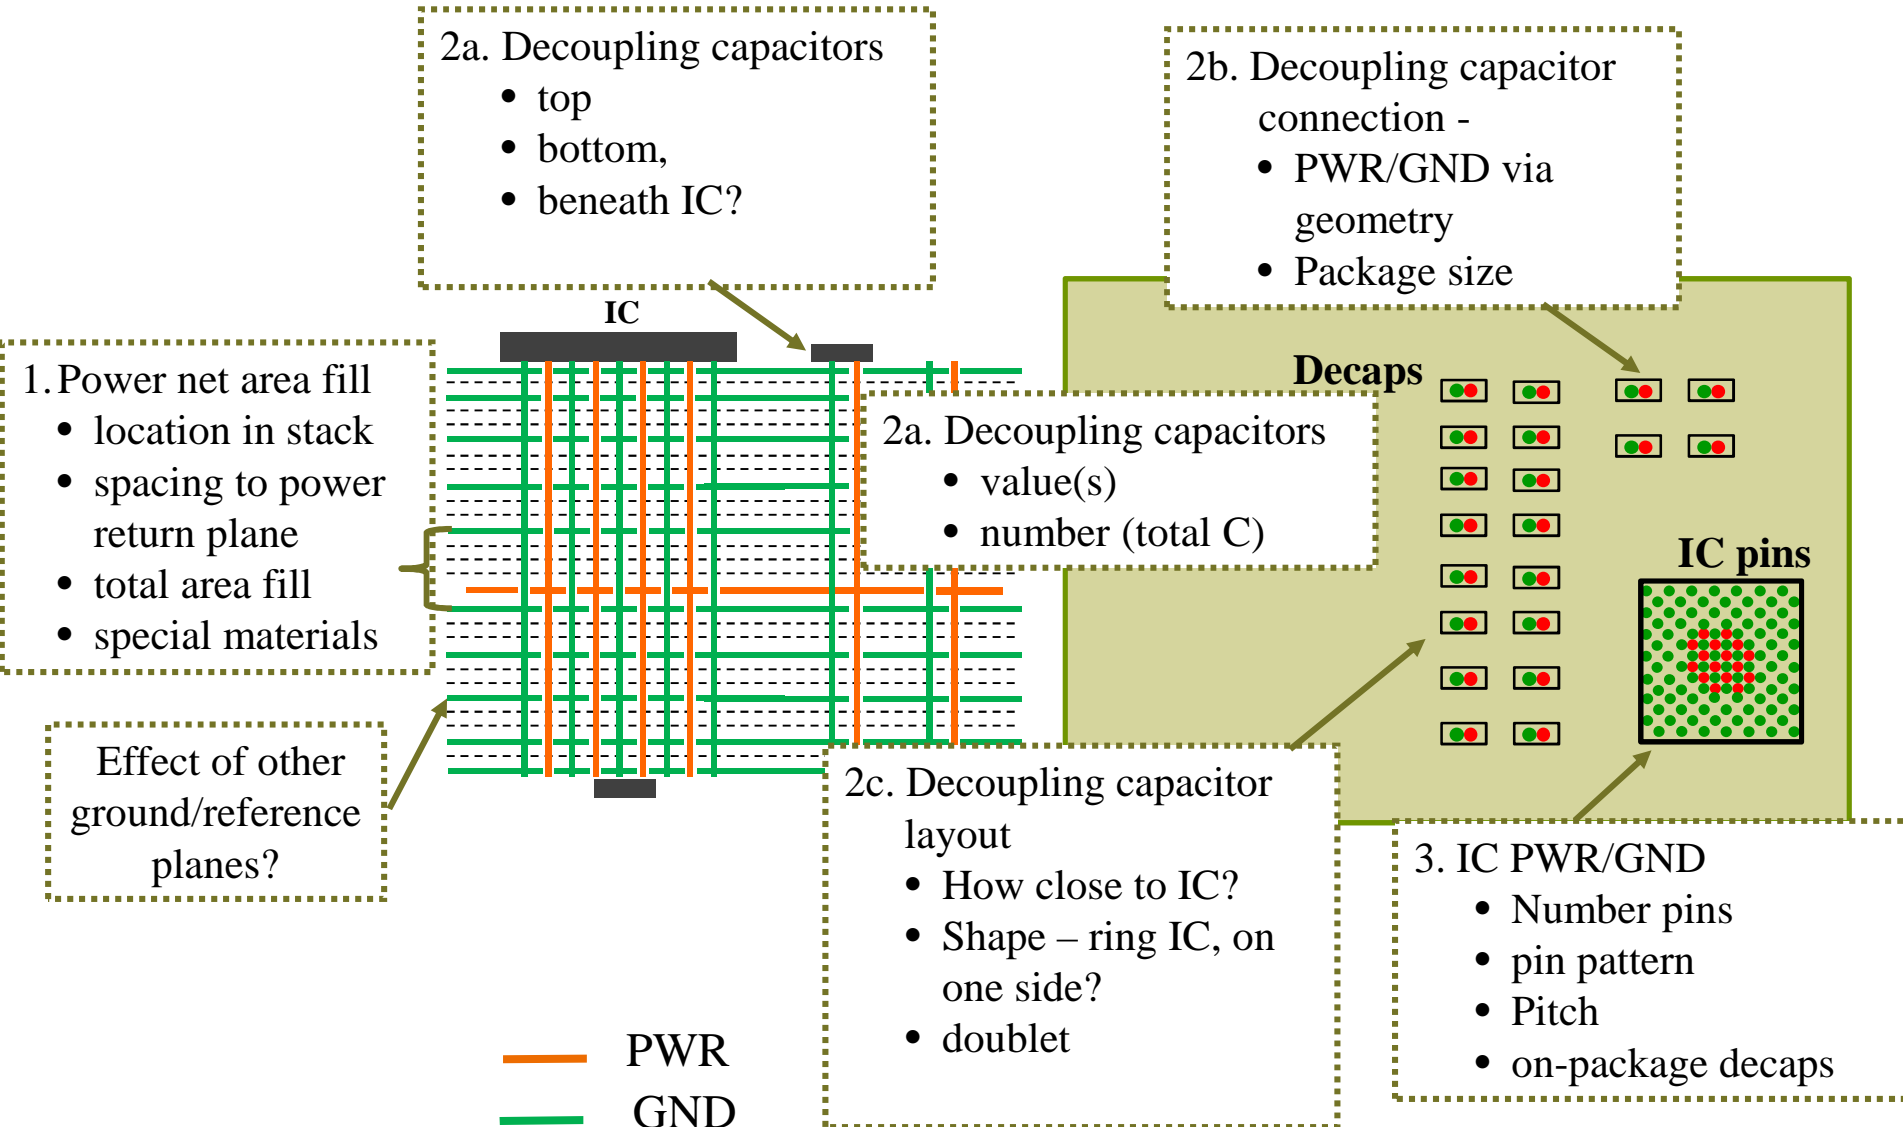 2a. Decoupling capacitors
• top
• bottom,
• beneath IC?
2b. Decoupling capacitor
connection -
• PWR/GND via
geometry
• Package size
IC
1. Power net area fill
• location in stack
• spacing to power
return plane
• total area fill
• special materials
Decaps
2a. Decoupling capacitors
• value(s)
• number (total C)
IC pins
Effect of other
ground/reference
planes?
2c. Decoupling capacitor
layout
• How close to IC?
• Shape – ring IC, on
one side?
• doublet
3. IC PWR/GND
• Number pins
• pin pattern
• Pitch
• on-package decaps
PWR
GND